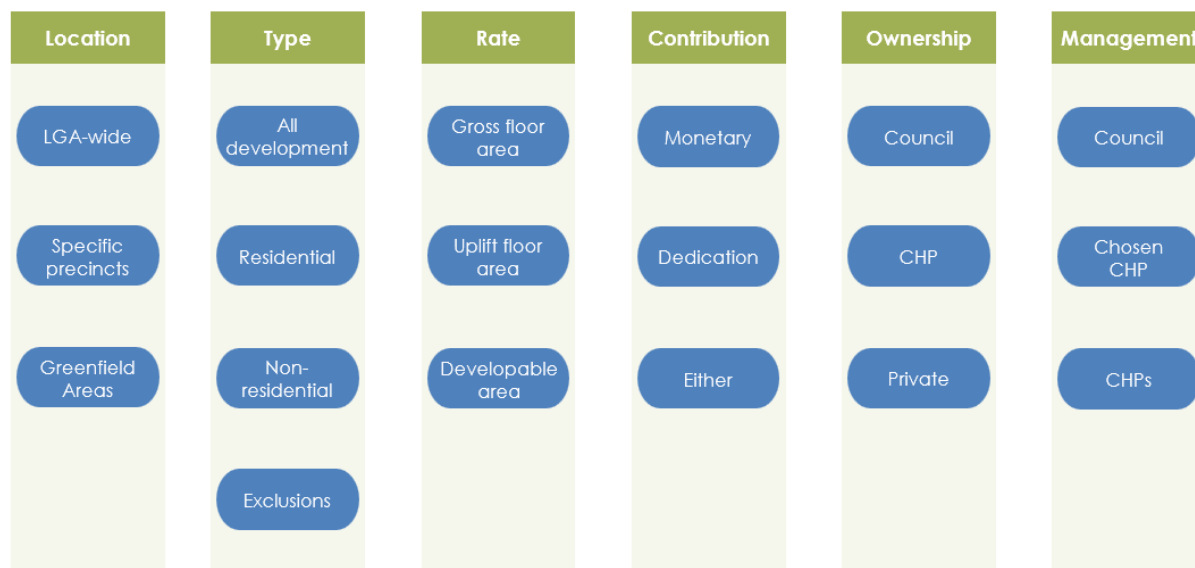 Location
LGA-wide
Specific
precincts
Greenfield
Areas
Type
All
development
Residential
Non-
residential
Exclusions
Rate
Gross floor
area
Uplift floor
area
Developable
area
Contribution
Monetary
Dedication
Either
Ownership
Council
CHP
Private
Management
Council
Chosen
CHP
CHPs